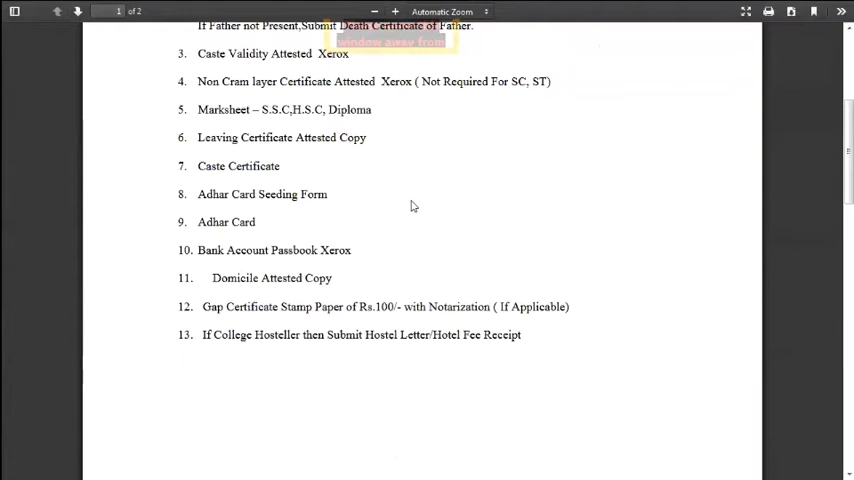 1 of 2 Automatic Zoom
If Father not Present,Submit Death Certificate of Father.
window away from
3. Caste Validity Attested Xerox
4. Non Cram layer Certificate Attested Xerox ( Not Required For SC, ST)
5. Marksheet – S.S.C,H.S.C, Diploma
6. Leaving Certificate Attested Copy
7. Caste Certificate
8. Adhar Card Seeding Form
9. Adhar Card
10. Bank Account Passbook Xerox
11. Domicile Attested Copy
12. Gap Certificate Stamp Paper of Rs.100/- with Notarization ( If Applicable)
13. If College Hosteller then Submit Hostel Letter/Hotel Fee Receipt